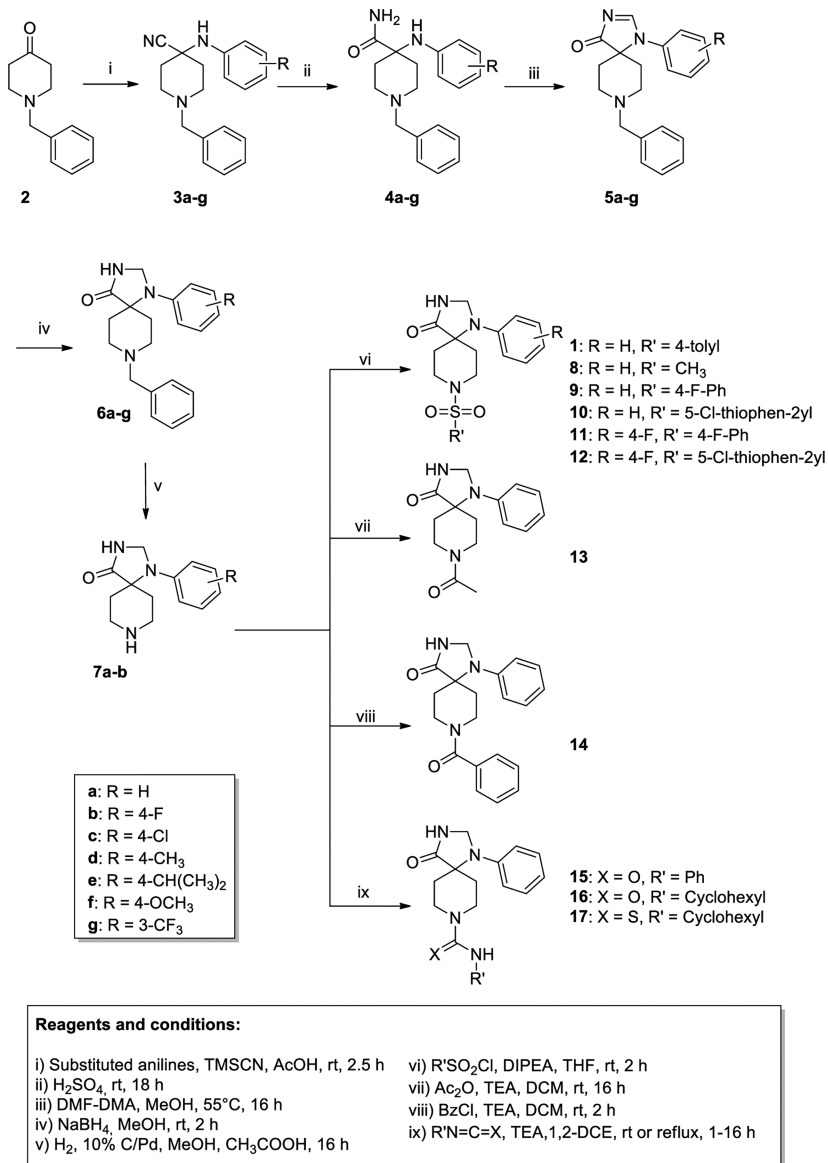 O
N
2
i
NC
H
N
R
N
3a-g
ii
NH₂
O
H
N
R
N
4a-g
iii
N
O
N
R
N
5a-g
iv
HN
O
N
R
N
6a-g
v
HN
O
N
R
N
H
7a-b
vi
HN
O
N
R
N
O=S=O
R'
1: R = H, R' = 4-tolyl
8: R = H, R' = CH₃
9: R = H, R' = 4-F-Ph
10: R = H, R' = 5-Cl-thiophen-2yl
11: R = 4-F, R' = 4-F-Ph
12: R = 4-F, R' = 5-Cl-thiophen-2yl
vii
HN
O
N
N
O
13
viii
HN
O
N
N
O
14
ix
HN
O
N
N
X
NH
R'
15: X = O, R' = Ph
16: X = O, R' = Cyclohexyl
17: X = S, R' = Cyclohexyl
a: R = H
b: R = 4-F
c: R = 4-Cl
d: R = 4-CH₃
e: R = 4-CH(CH₃)₂
f: R = 4-OCH₃
g: R = 3-CF₃
Reagents and conditions:
i) Substituted anilines, TMSCN, AcOH, rt, 2.5 h
ii) H₂SO₄, rt, 18 h
iii) DMF-DMA, MeOH, 55°C, 16 h
iv) NaBH₄, MeOH, rt, 2 h
v) H₂, 10% C/Pd, MeOH, CH₃COOH, 16 h
vi) R'SO₂Cl, DIPEA, THF, rt, 2 h
vii) Ac₂O, TEA, DCM, rt, 16 h
viii) BzCl, TEA, DCM, rt, 2 h
ix) R'N=C=X, TEA,1,2-DCE, rt or reflux, 1-16 h